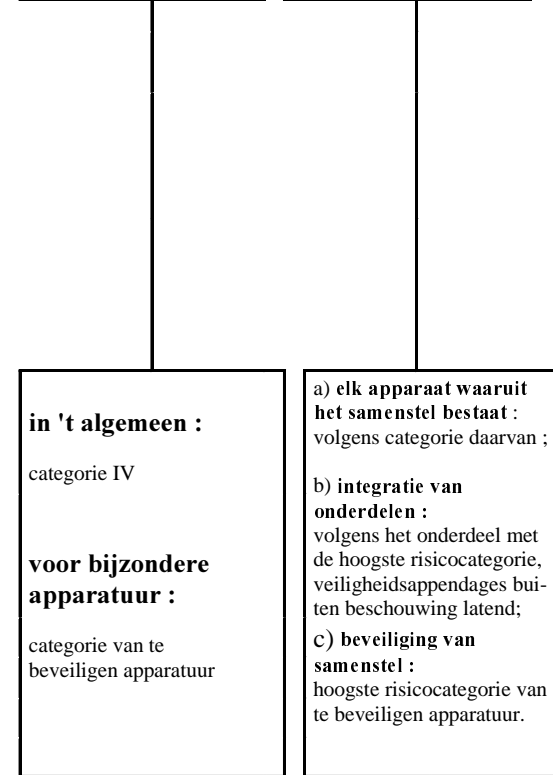 in 't algemeen :
categorie IV
voor bijzondere
apparatuur :
categorie van te
beveiligen apparatuur
a) elk apparaat waaruit
het samenstel bestaat :
volgens categorie daarvan ;
b) integratie van
onderdelen :
volgens het onderdeel met
de hoogste risicocategorie,
veiligheidsappendages bui-
ten beschouwing latend;
c) beveiliging van
samenstel :
hoogste risicocategorie van
te beveiligen apparatuur.